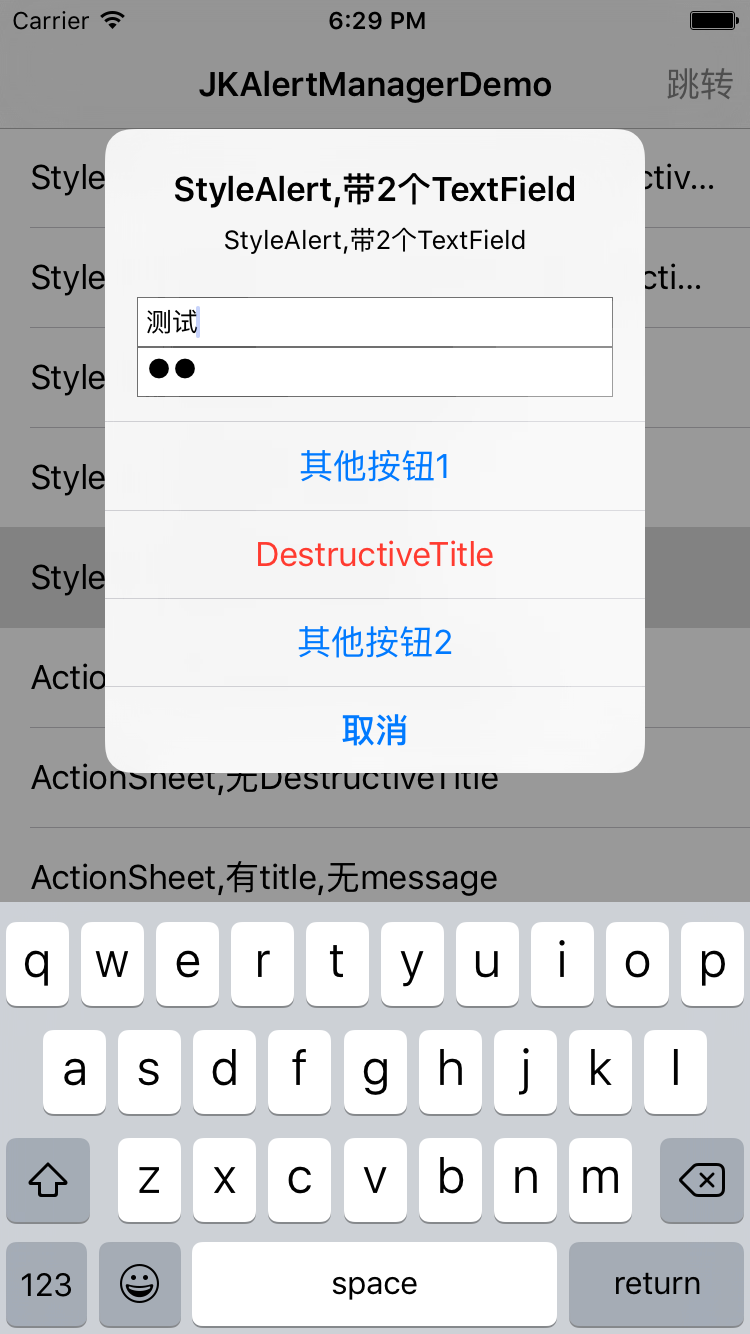 Carrier 6:29 PM
JKAlertManagerDemo 跳转
Style ctiv...
Style cti...
Style
Style
Style
Actio
StyleAlert,带2个TextField
StyleAlert,带2个TextField
测试
其他按钮1
DestructiveTitle
其他按钮2
取消
ActionSheet,无DestructiveTitle
ActionSheet,有title,无message
q w e r t y u i o p
a s d f g h j k l
z x c v b n m
123 space return